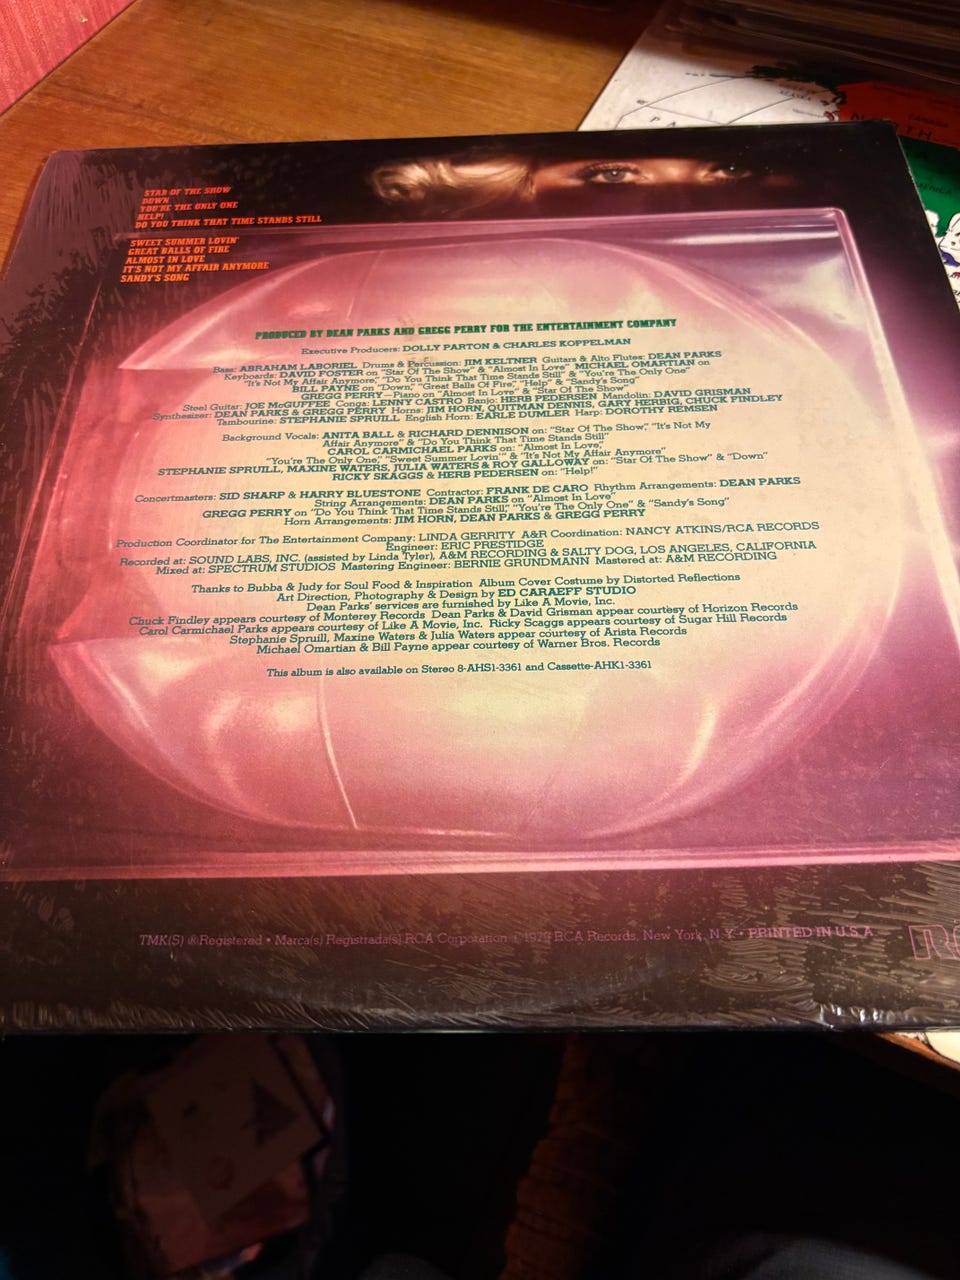 STAR OF THE SHOW
DOWN
YOU'RE THE ONLY ONE
HELP!
DO YOU THINK THAT TIME STANDS STILL
SWEET SUMMER LOVIN'
GREAT BALLS OF FIRE
ALMOST IN LOVE
IT'S NOT MY AFFAIR ANYMORE
SANDY'S SONG
PRODUCED BY DEAN PARKS AND GREGG PERRY FOR THE ENTERTAINMENT COMPANY
Executive Producers: DOLLY PARTON & CHARLES KOPPELMAN
Bass: ABRAHAM LABORIEL Drums & Percussion: JIM KELTNER Guitars & Alto Flutes: DEAN PARKS
Keyboards: DAVID FOSTER on "Star Of The Show" & "Almost In Love" MICHAEL OMARTIAN on
"It's Not My Affair Anymore," "Do You Think That Time Stands Still" & "You're The Only One"
BILL PAYNE on "Down," "Great Balls Of Fire," "Help" & "Sandy's Song"
GREGG PERRY—Piano on "Almost In Love" & "Star Of The Show"
Steel Guitar: JOE McGUFFEE Conga: LENNY CASTRO Banjo: HERB PEDERSEN Mandolin: DAVID GRISMAN
Synthesizer: DEAN PARKS & GREGG PERRY Horns: JIM HORN, QUITMAN DENNIS, GARY HERBIG, CHUCK FINDLEY
Tambourine: STEPHANIE SPRUILL English Horn: EARLE DUMLER Harp: DOROTHY REMSEN
Background Vocals: ANITA BALL & RICHARD DENNISON on: "Star Of The Show," "It's Not My
Affair Anymore" & "Do You Think That Time Stands Still"
CAROL CARMICHAEL PARKS on: "Almost In Love,"
"You're The Only One," "Sweet Summer Lovin'" & "It's Not My Affair Anymore"
STEPHANIE SPRUILL, MAXINE WATERS, JULIA WATERS & ROY GALLOWAY on: "Star Of The Show" & "Down"
RICKY SKAGGS & HERB PEDERSEN on: "Help!"
Concertmasters: SID SHARP & HARRY BLUESTONE Contractor: FRANK DE CARO Rhythm Arrangements: DEAN PARKS
String Arrangements: DEAN PARKS on "Almost In Love"
GREGG PERRY on "Do You Think That Time Stands Still," "You're The Only One" & "Sandy's Song"
Horn Arrangements: JIM HORN, DEAN PARKS & GREGG PERRY
Production Coordinator for The Entertainment Company: LINDA GERRITY A&R Coordination: NANCY ATKINS/RCA RECORDS
Engineer: ERIC PRESTIDGE
Recorded at: SOUND LABS, INC. (assisted by Linda Tyler), A&M RECORDING & SALTY DOG, LOS ANGELES, CALIFORNIA
Mixed at: SPECTRUM STUDIOS Mastering Engineer: BERNIE GRUNDMANN Mastered at: A&M RECORDING
Thanks to Bubba & Judy for Soul Food & Inspiration Album Cover Costume by Distorted Reflections
Art Direction, Photography & Design by ED CARAEFF STUDIO
Dean Parks' services are furnished by Like A Movie, Inc.
Chuck Findley appears courtesy of Monterey Records Dean Parks & David Grisman appear courtesy of Horizon Records
Carol Carmichael Parks appears courtesy of Like A Movie, Inc. Ricky Scaggs appears courtesy of Sugar Hill Records
Stephanie Spruill, Maxine Waters & Julia Waters appear courtesy of Arista Records
Michael Omartian & Bill Payne appear courtesy of Warner Bros. Records
This album is also available on Stereo 8-AHS1-3361 and Cassette-AHK1-3361
TMK(S) ® Registered • Marca(s) Registrada(s) RCA Corporation ©1979 RCA Records, New York, N.Y. • PRINTED IN U.S.A.
NORTH
CANADA
ALASKA